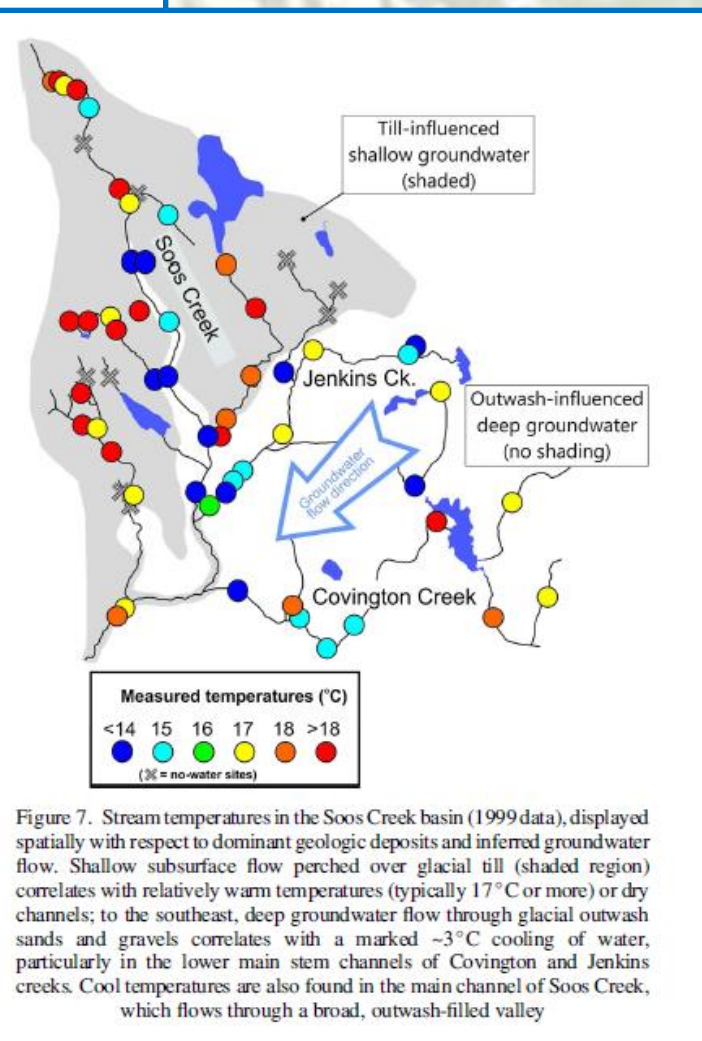 Till-influenced
shallow groundwater
(shaded)
Soos Creek
Jenkins Ck.
Outwash-influenced
deep groundwater
(no shading)
Groundwater
flow direction
Covington Creek
Measured temperatures (°C)
<14 15 16 17 18 >18
(※ = no-water sites)
Figure 7. Stream temperatures in the Soos Creek basin (1999 data), displayed
spatially with respect to dominant geologic deposits and inferred groundwater
flow. Shallow subsurface flow perched over glacial till (shaded region)
correlates with relatively warm temperatures (typically 17°C or more) or dry
channels; to the southeast, deep groundwater flow through glacial outwash
sands and gravels correlates with a marked ~3°C cooling of water,
particularly in the lower main stem channels of Covington and Jenkins
creeks. Cool temperatures are also found in the main channel of Soos Creek,
which flows through a broad, outwash-filled valley